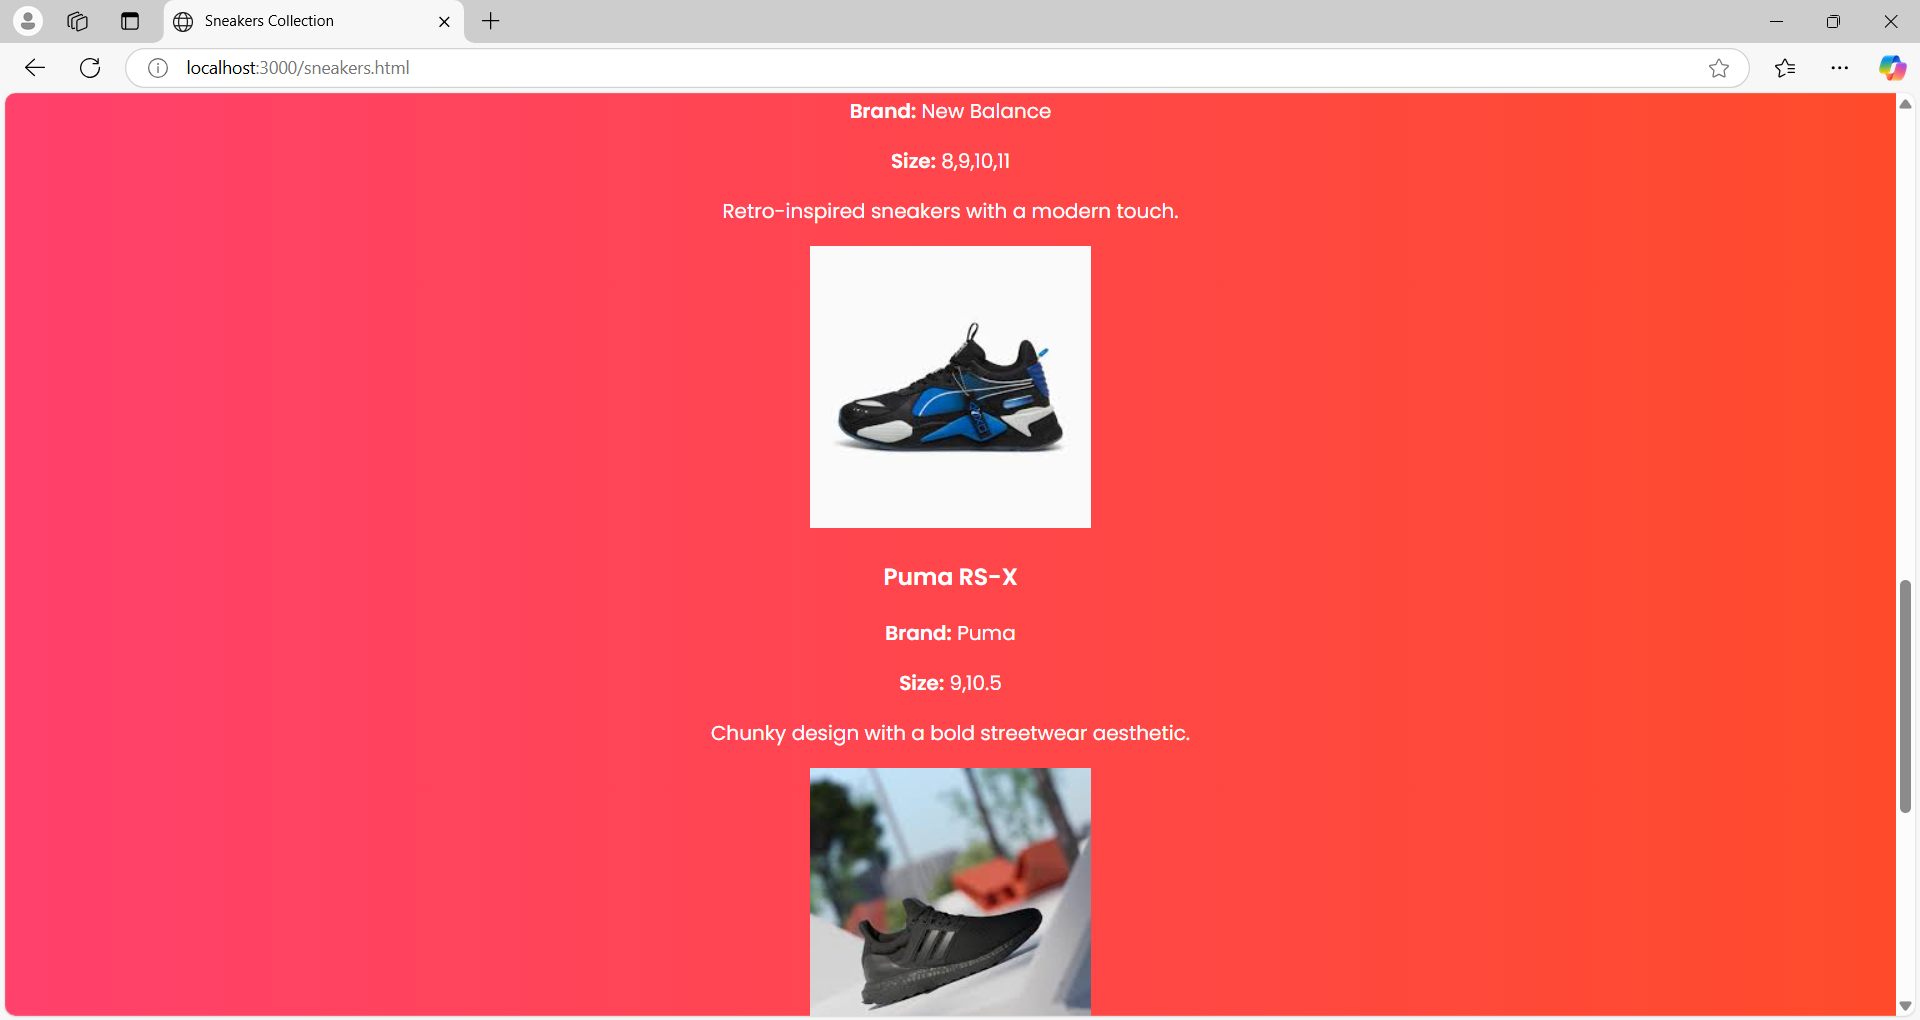 Sneakers Collection
localhost:3000/sneakers.html
Brand: New Balance
Size: 8,9,10,11
Retro-inspired sneakers with a modern touch.
Puma RS-X
Brand: Puma
Size: 9,10.5
Chunky design with a bold streetwear aesthetic.